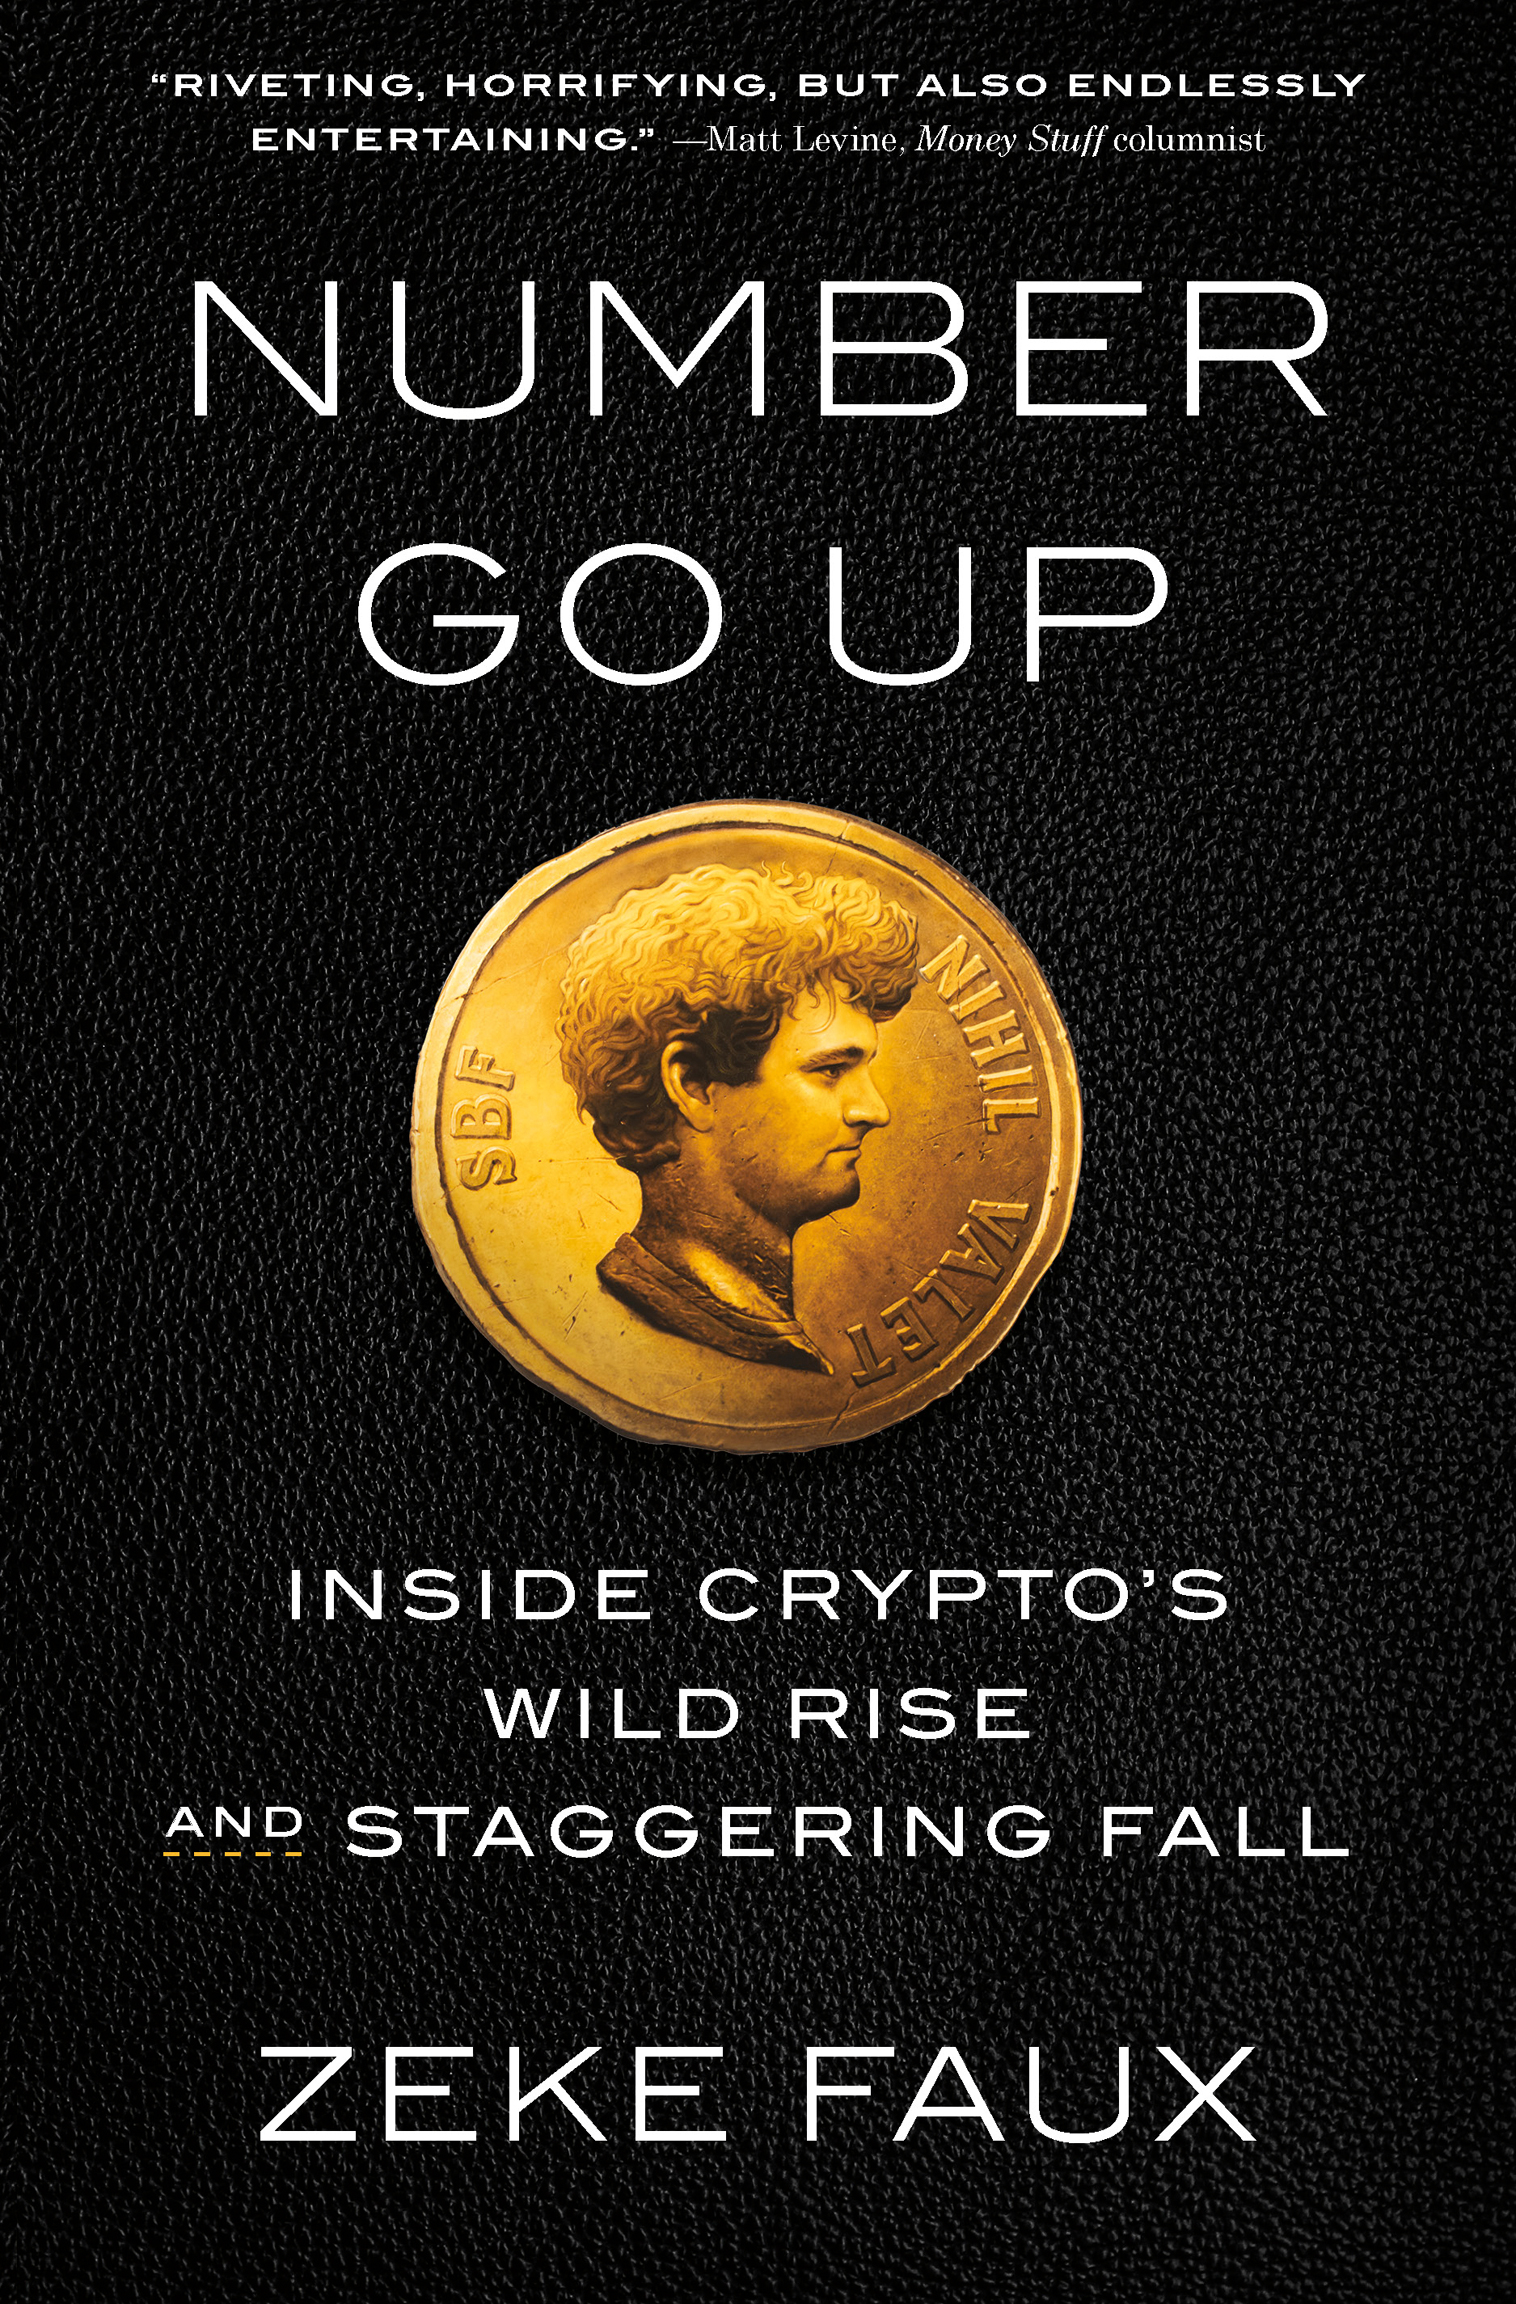 “RIVETING, HORRIFYING, BUT ALSO ENDLESSLY
ENTERTAINING.” —Matt Levine, Money Stuff columnist
NUMBER
GO UP
SBF
NIHIL VALET
INSIDE CRYPTO’S
WILD RISE
AND STAGGERING FALL
ZEKE FAUX